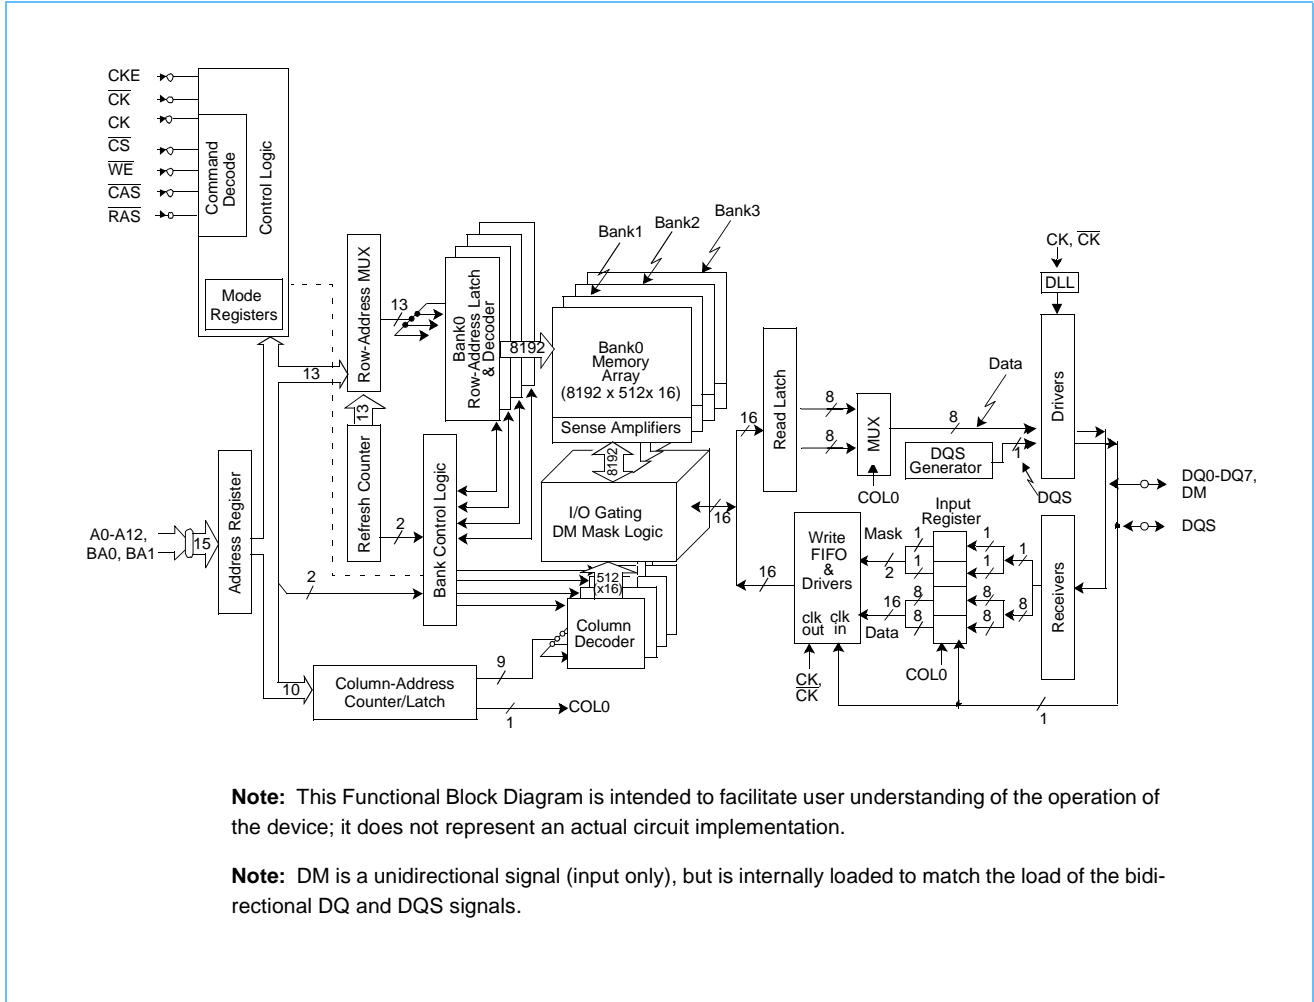 CKE
CK
CK
CS
WE
CAS
RAS
Command
Decode
Control Logic
Mode
Registers
Row-Address MUX
13
13
13
Refresh Counter
Bank0
Row-Address Latch
& Decoder
8192
Bank1
Bank2
Bank3
Bank0
Memory
Array
(8192 x 512x 16)
Sense Amplifiers
8192
I/O Gating
DM Mask Logic
16
2
Bank Control Logic
A0-A12,
BA0, BA1
15
Address Register
2
512
(x16)
Column
Decoder
9
10
Column-Address
Counter/Latch
1
COL0
16
Read Latch
8
8
MUX
COL0
8
Data
DQS
Generator
1
DQS
CK, CK
DLL
Drivers
DQ0-DQ7,
DM
DQS
16
Write
FIFO
&
Drivers
clk
out
clk
in
CK,
CK
Mask
2
16
Data
Input
Register
1
1
8
8
1
1
8
8
1
8
COL0
Receivers
1
Note: This Functional Block Diagram is intended to facilitate user understanding of the operation of
the device; it does not represent an actual circuit implementation.
Note: DM is a unidirectional signal (input only), but is internally loaded to match the load of the bidi-
rectional DQ and DQS signals.